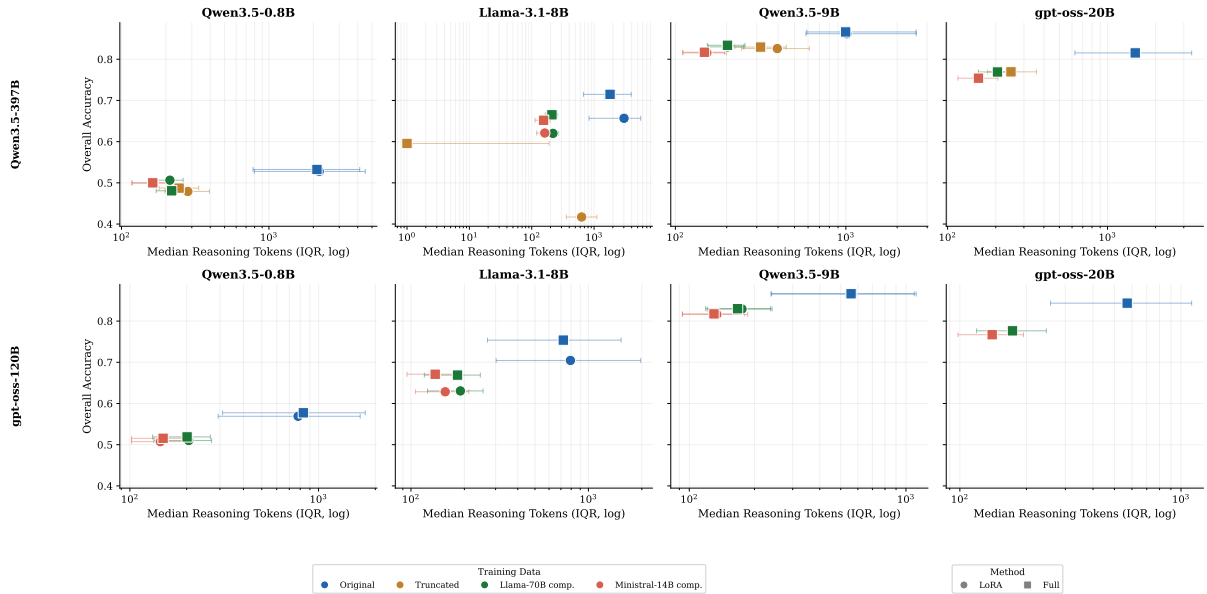 Qwen3.5-0.8B Llama-3.1-8B Qwen3.5-9B gpt-oss-20B
Qwen3.5-397B
Overall Accuracy
0.8
0.7
0.6
0.5
0.4
10² 10³ 10⁰ 10¹ 10² 10³ 10² 10³ 10² 10³
Median Reasoning Tokens (IQR, log) Median Reasoning Tokens (IQR, log) Median Reasoning Tokens (IQR, log) Median Reasoning Tokens (IQR, log)
Qwen3.5-0.8B Llama-3.1-8B Qwen3.5-9B gpt-oss-20B
gpt-oss-120B
Overall Accuracy
0.8
0.7
0.6
0.5
0.4
10² 10³ 10² 10³ 10² 10³ 10² 10³
Median Reasoning Tokens (IQR, log) Median Reasoning Tokens (IQR, log) Median Reasoning Tokens (IQR, log) Median Reasoning Tokens (IQR, log)
Training Data
Original Truncated Llama-70B comp. Ministral-14B comp.
Method
LoRA Full